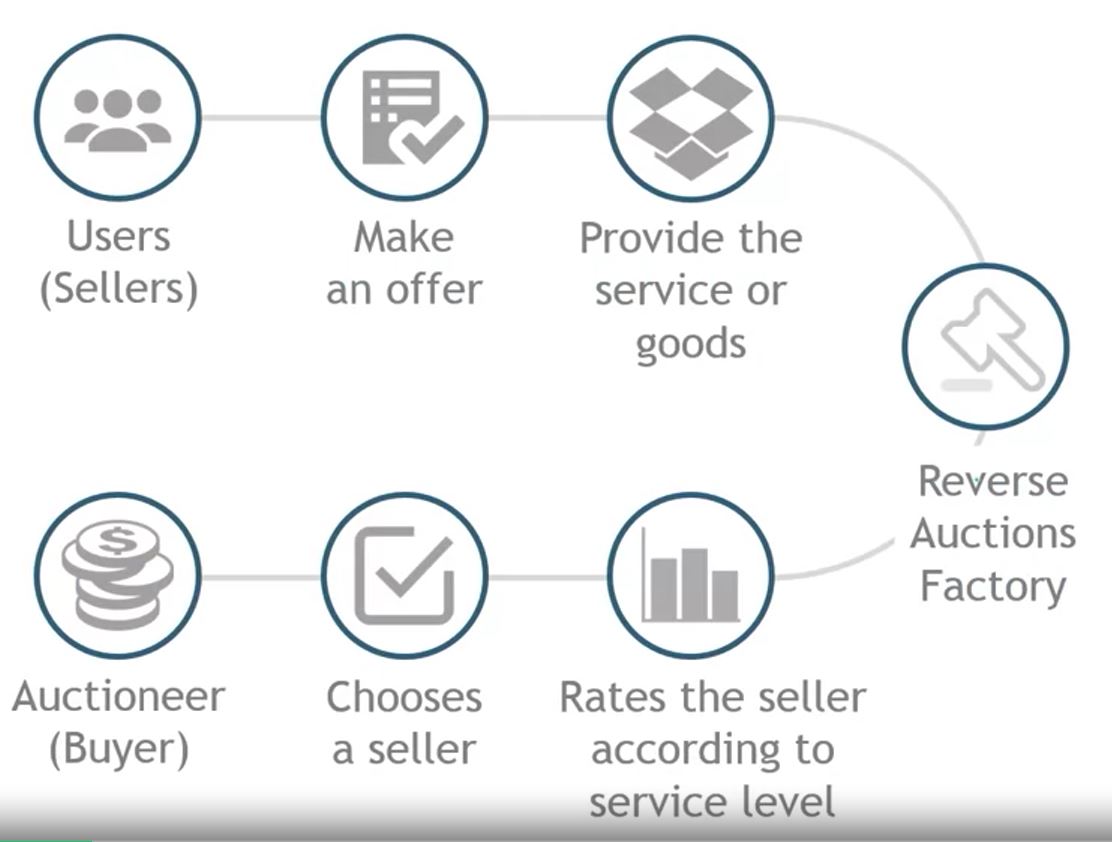 Users
(Sellers)
Make
an offer
Provide the
service or
goods
Reverse
Auctions
Factory
Auctioneer
(Buyer)
Chooses
a seller
Rates the seller
according to
service level